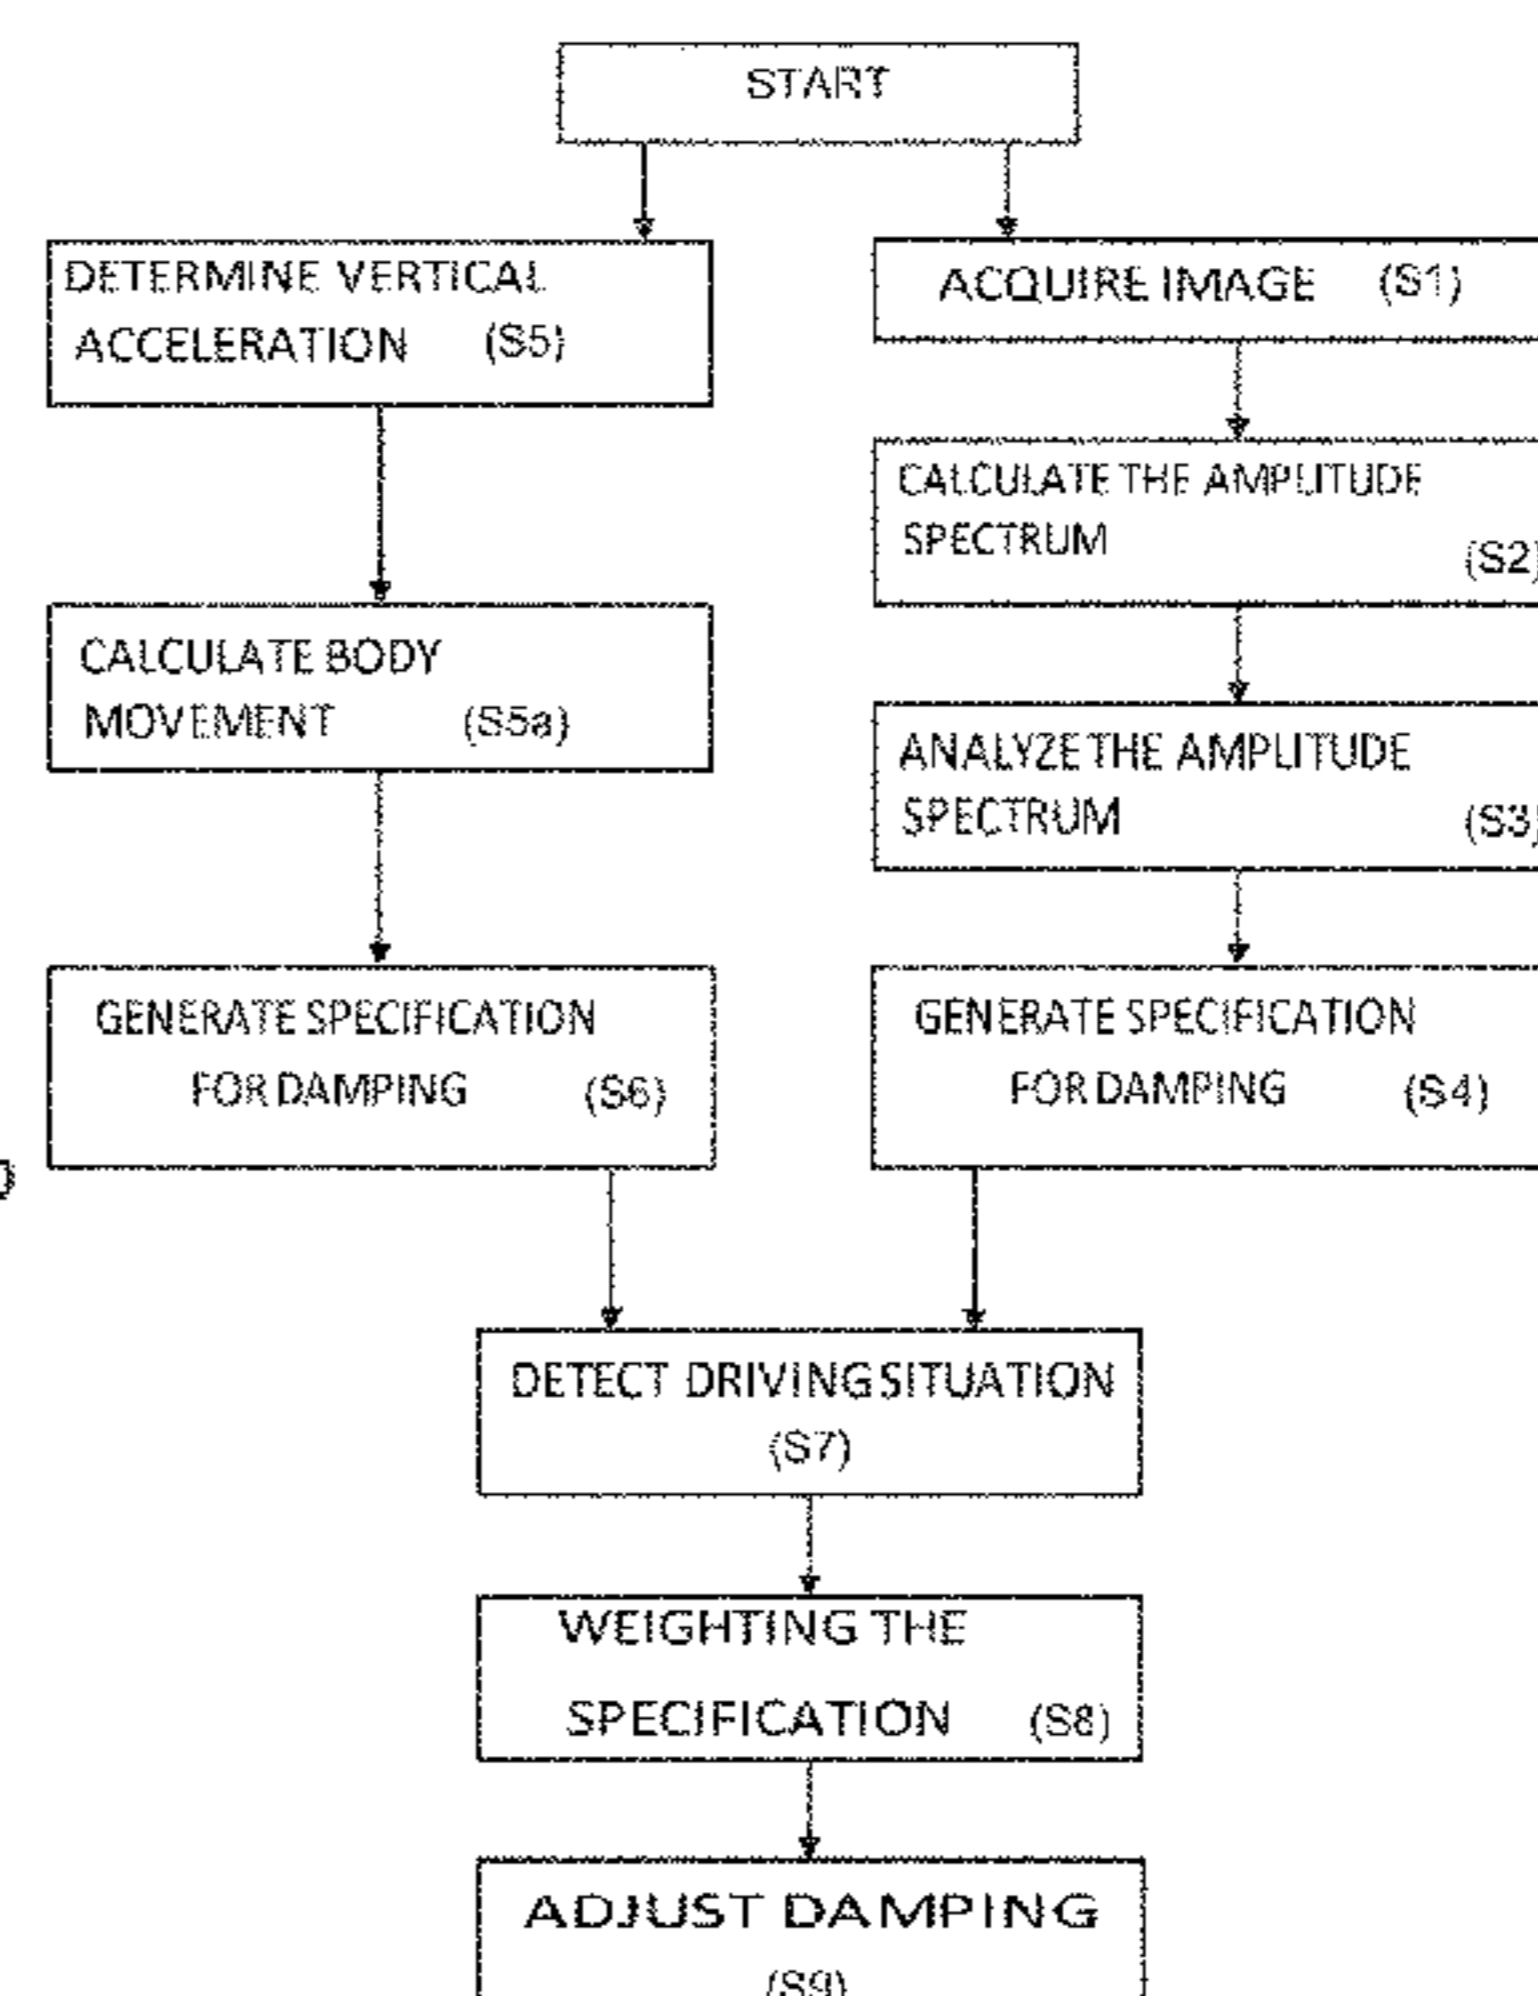 START
DETERMINE VERTICAL
ACCELERATION (S5)
ACQUIRE IMAGE (S1)
CALCULATE THE AMPLITUDE
SPECTRUM (S2)
CALCULATE BODY
MOVEMENT (S5a)
ANALYZE THE AMPLITUDE
SPECTRUM (S3)
GENERATE SPECIFICATION
FOR DAMPING (S6)
GENERATE SPECIFICATION
FOR DAMPING (S4)
DETECT DRIVING SITUATION
(S7)
WEIGHTING THE
SPECIFICATION (S8)
ADJUST DAMPING
(S9)